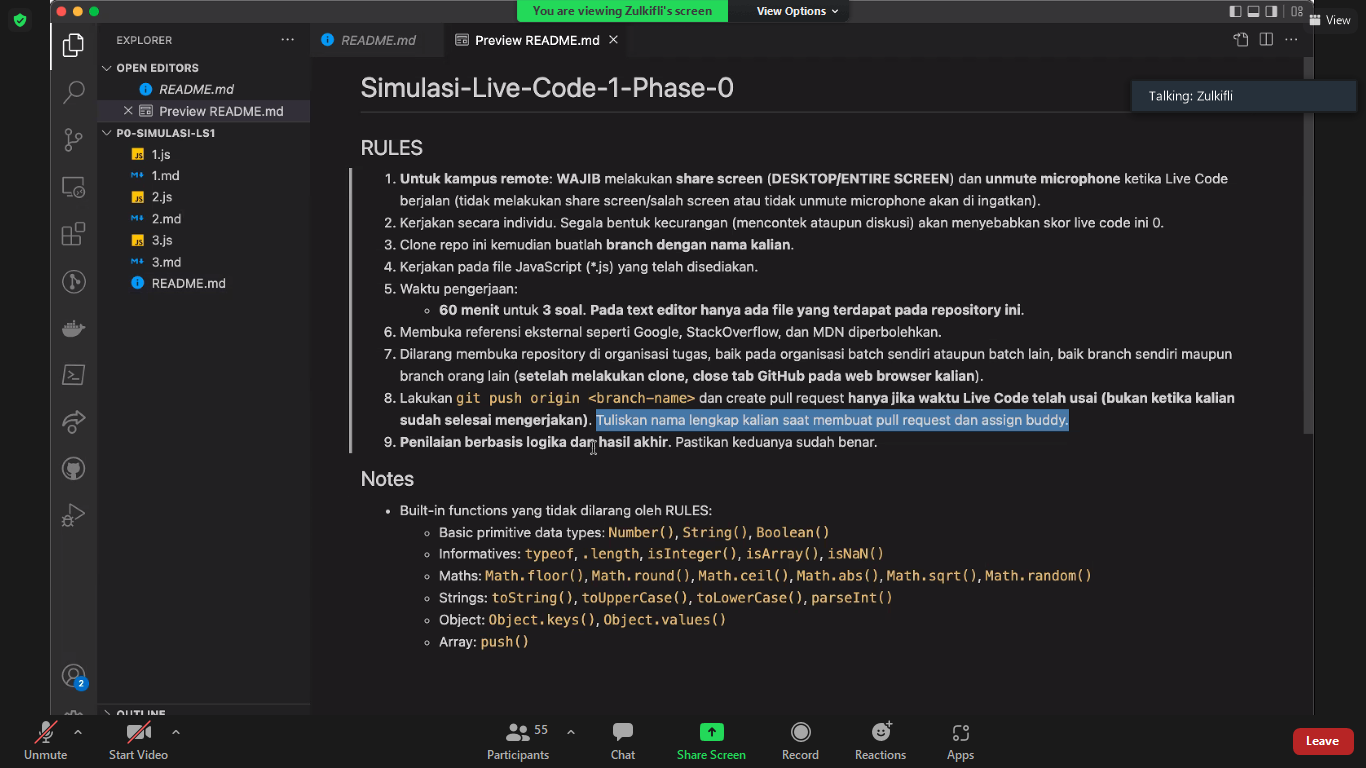 You are viewing Zulkifli's screen
View Options
View
EXPLORER
README.md
Preview README.md
OPEN EDITORS
README.md
Preview README.md
P0-SIMULASI-LS1
JS 1.js
M↓ 1.md
JS 2.js
M↓ 2.md
JS 3.js
M↓ 3.md
README.md
OUTLINE
2
Talking: Zulkifli
Simulasi-Live-Code-1-Phase-0
RULES
1. Untuk kampus remote: WAJIB melakukan share screen (DESKTOP/ENTIRE SCREEN) dan unmute microphone ketika Live Code
berjalan (tidak melakukan share screen/salah screen atau tidak unmute microphone akan di ingatkan).
2. Kerjakan secara individu. Segala bentuk kecurangan (mencontek ataupun diskusi) akan menyebabkan skor live code ini 0.
3. Clone repo ini kemudian buatlah branch dengan nama kalian.
4. Kerjakan pada file JavaScript (*.js) yang telah disediakan.
5. Waktu pengerjaan:
◦ 60 menit untuk 3 soal. Pada text editor hanya ada file yang terdapat pada repository ini.
6. Membuka referensi eksternal seperti Google, StackOverflow, dan MDN diperbolehkan.
7. Dilarang membuka repository di organisasi tugas, baik pada organisasi batch sendiri ataupun batch lain, baik branch sendiri maupun
branch orang lain (setelah melakukan clone, close tab GitHub pada web browser kalian).
8. Lakukan git push origin <branch-name> dan create pull request hanya jika waktu Live Code telah usai (bukan ketika kalian
sudah selesai mengerjakan). Tuliskan nama lengkap kalian saat membuat pull request dan assign buddy.
9. Penilaian berbasis logika dan hasil akhir. Pastikan keduanya sudah benar.
Notes
• Built-in functions yang tidak dilarang oleh RULES:
◦ Basic primitive data types: Number(), String(), Boolean()
◦ Informatives: typeof, .length, isInteger(), isArray(), isNaN()
◦ Maths: Math.floor(), Math.round(), Math.ceil(), Math.abs(), Math.sqrt(), Math.random()
◦ Strings: toString(), toUpperCase(), toLowerCase(), parseInt()
◦ Object: Object.keys(), Object.values()
◦ Array: push()
Unmute
Start Video
Participants
55
Chat
Share Screen
Record
Reactions
Apps
Leave